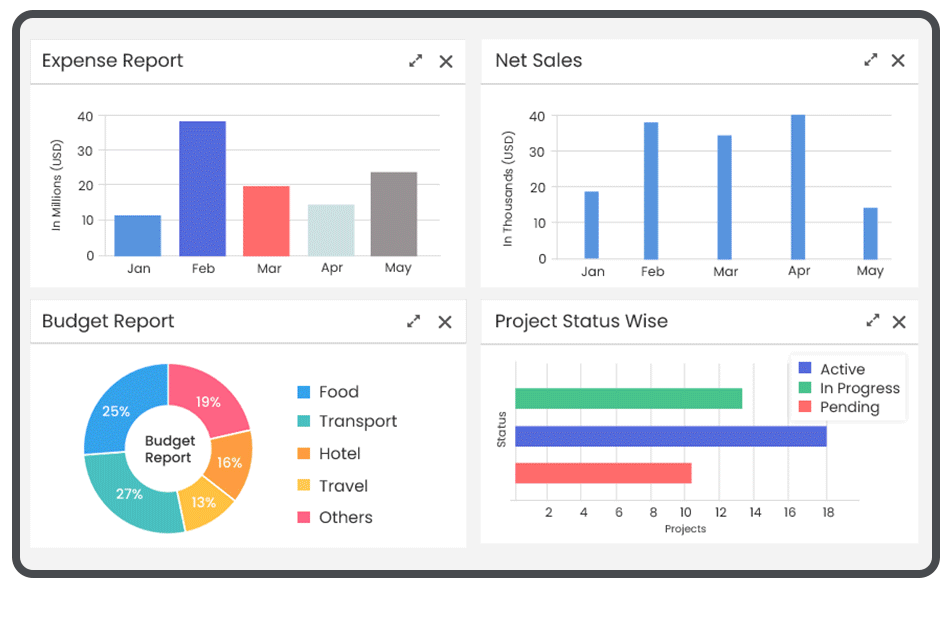 Expense Report
In Millions (USD)
40
30
20
10
0
Jan Feb Mar Apr May
Net Sales
In Thousands (USD)
40
30
20
10
0
Jan Feb Mar Apr May
Budget Report
25%
19%
16%
13%
27%
Budget
Report
Food
Transport
Hotel
Travel
Others
Project Status Wise
Active
In Progress
Pending
Status
2 4 6 8 10 12 14 16 18
Projects